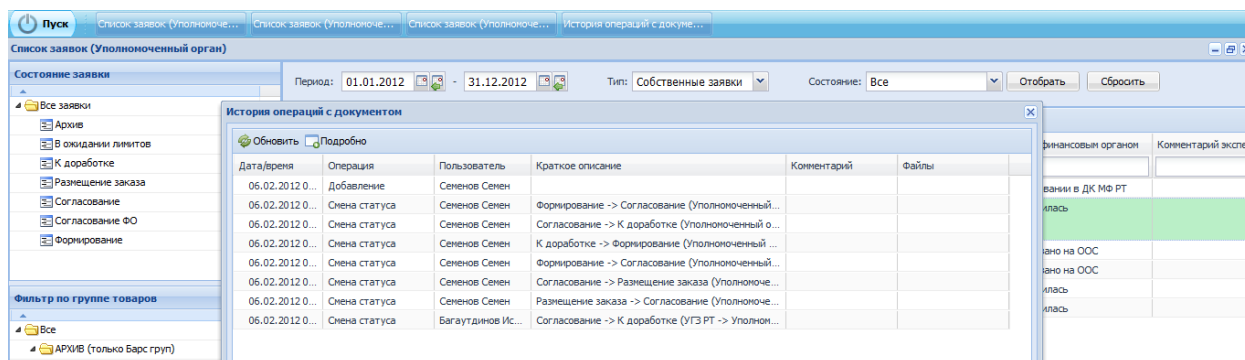 Пуск Список заявок (Уполномоче... Список заявок (Уполномоче... Список заявок (Уполномоче... История операций с докуме...
Список заявок (Уполномоченный орган)
Состояние заявки
Период: 01.01.2012 - 31.12.2012 Тип: Собственные заявки Состояние: Все Отобрать Сбросить
Все заявки
Архив
В ожидании лимитов
К доработке
Размещение заказа
Согласование
Согласование ФО
Формирование
Фильтр по группе товаров
Все
АРХИВ (только Барс груп)
История операций с документом
Обновить Подробно
Дата/время Операция Пользователь Краткое описание Комментарий Файлы
06.02.2012 0... Добавление Семенов Семен
06.02.2012 0... Смена статуса Семенов Семен Формирование -> Согласование (Уполномоченный...
06.02.2012 0... Смена статуса Семенов Семен Согласование -> К доработке (Уполномоченный о...
06.02.2012 0... Смена статуса Семенов Семен К доработке -> Формирование (Уполномоченный ...
06.02.2012 0... Смена статуса Семенов Семен Формирование -> Согласование (Уполномоченный...
06.02.2012 0... Смена статуса Семенов Семен Согласование -> Размещение заказа (Уполномоче...
06.02.2012 0... Смена статуса Семенов Семен Размещение заказа -> Согласование (Уполномоче...
06.02.2012 0... Смена статуса Багаутдинов Ис... Согласование -> К доработке (УГЗ РТ -> Уполном...
финансовым органом Комментарий экспе
вании в ДК МФ РТ
илась
ано на ООС
ано на ООС
илась
илась